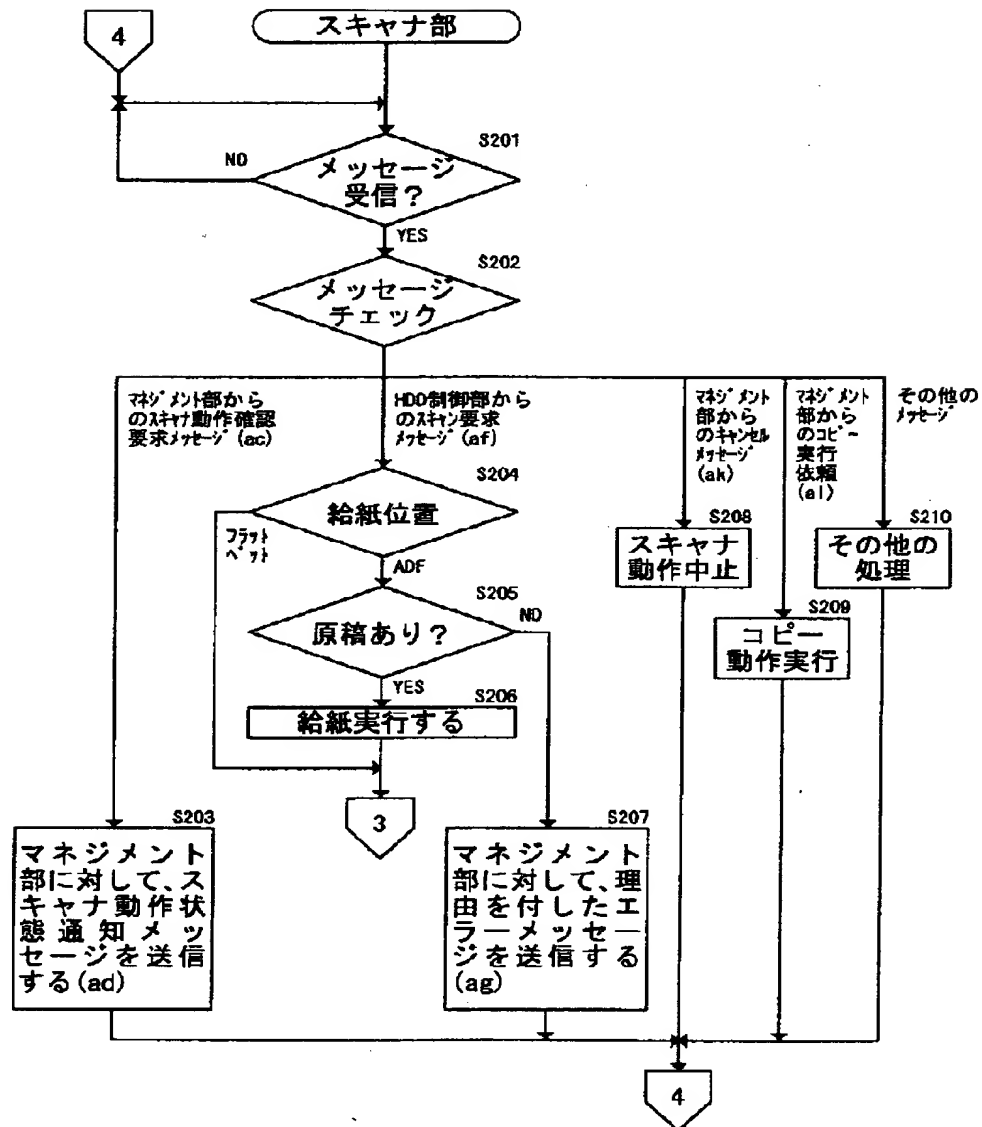 4
スキャナ部
S201
NO
メッセージ
受信?
YES
S202
メッセージ
チェック
マネジメント部から
のスキャナ動作確認
要求メッセージ(ac)
HDD制御部から
のスキャン要求
メッセージ(af)
マネジメント
部から
のキャンセル
メッセージ
(ak)
マネジメント
部から
のコピー
実行
依頼
(al)
その他の
メッセージ
S204
給紙位置
フラット
ベット
ADF
S205
原稿あり?
NO
YES
S206
給紙実行する
3
S208
スキャナ
動作中止
S209
コピー
動作実行
S210
その他の
処理
S203
マネジメント
部に対して、ス
キャナ動作状
態通知メッ
セージを送信
する(ad)
S207
マネジメント
部に対して、理
由を付したエ
ラーメッセー
ジを送信する
(ag)
4